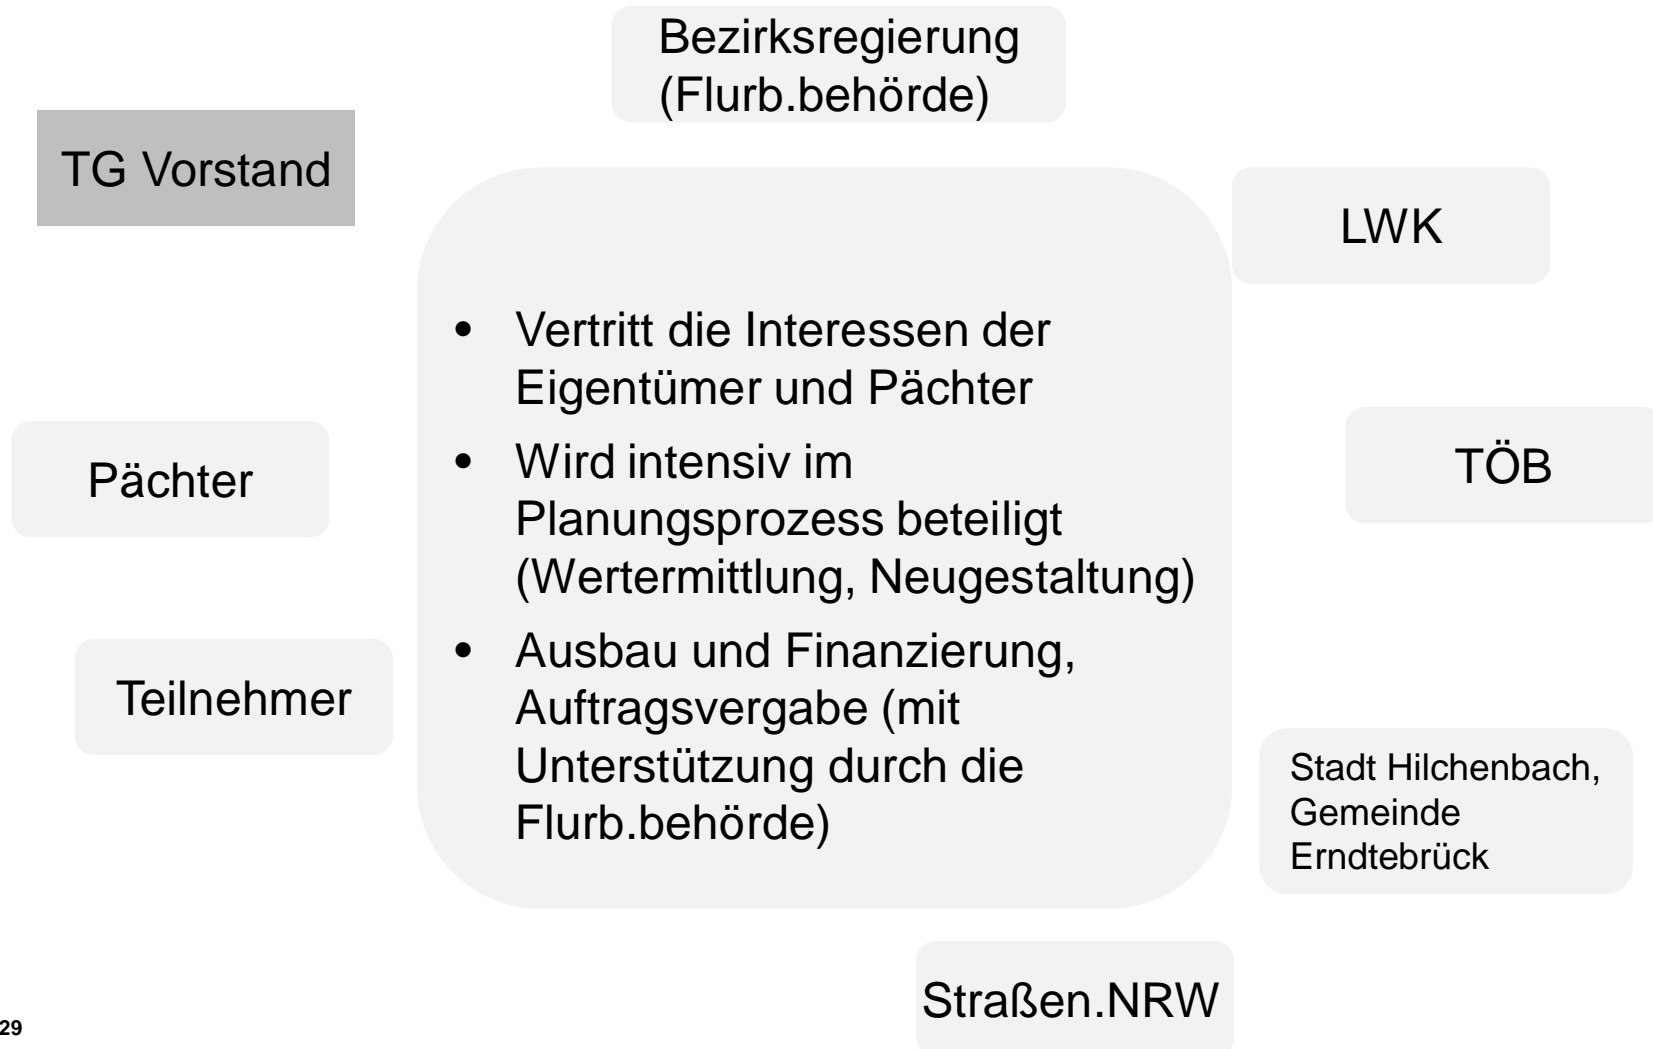 Bezirksregierung
(Flurb.behörde)
TG Vorstand
LWK
• Vertritt die Interessen der
Eigentümer und Pächter
• Wird intensiv im
Planungsprozess beteiligt
(Wertermittlung, Neugestaltung)
• Ausbau und Finanzierung,
Auftragsvergabe (mit
Unterstützung durch die
Flurb.behörde)
Pächter
TÖB
Teilnehmer
Stadt Hilchenbach,
Gemeinde
Erndtebrück
Straßen.NRW
29